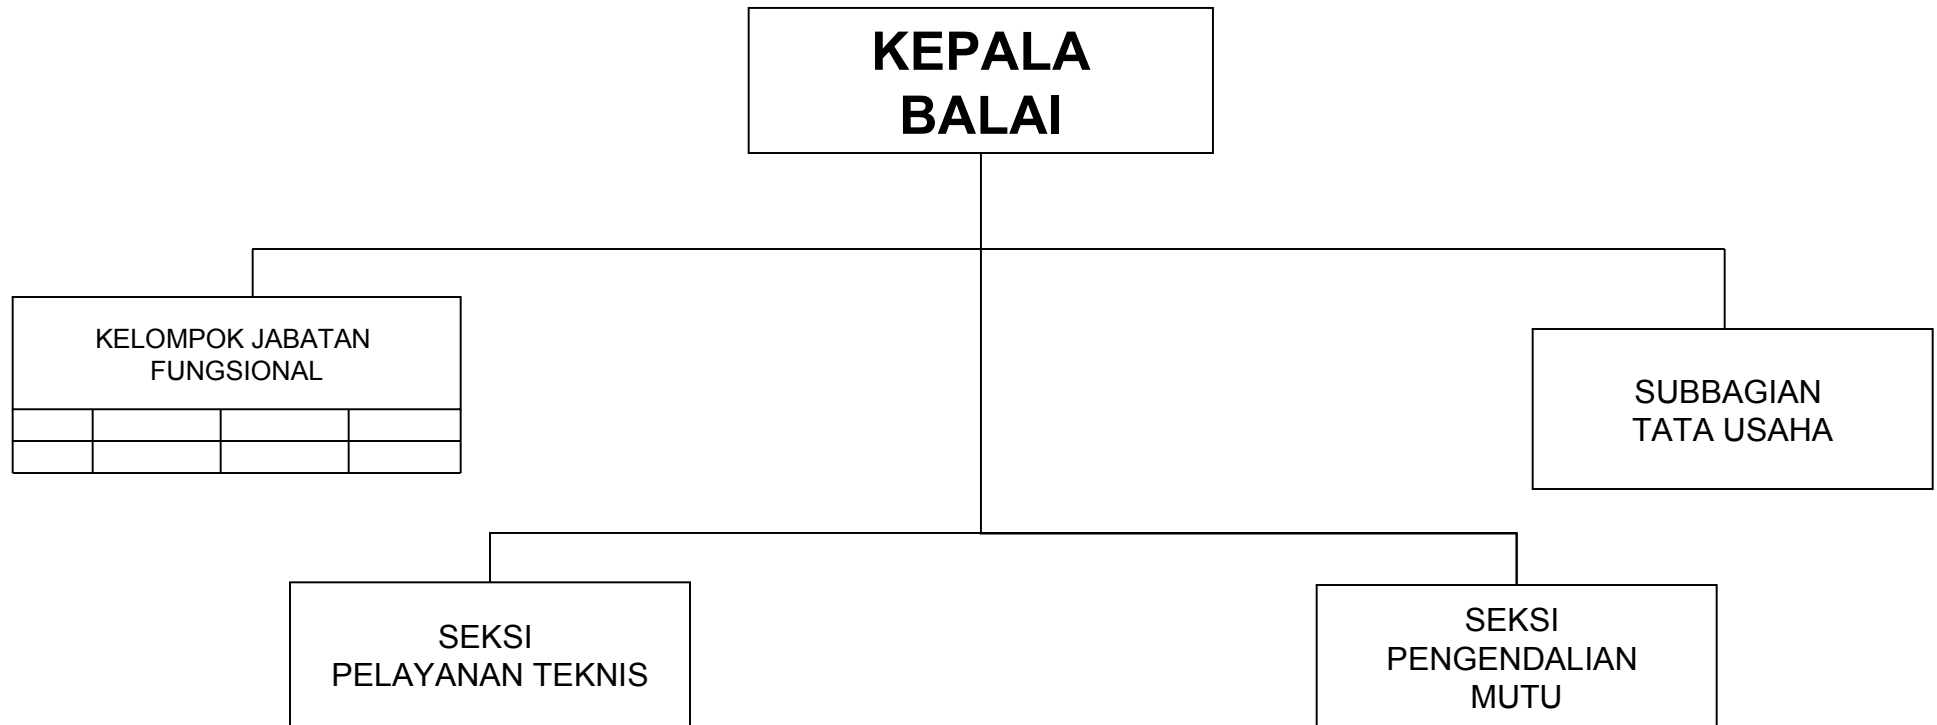 KEPALA
BALAI
KELOMPOK JABATAN
FUNGSIONAL
SUBBAGIAN
TATA USAHA
SEKSI
PELAYANAN TEKNIS
SEKSI
PENGENDALIAN
MUTU